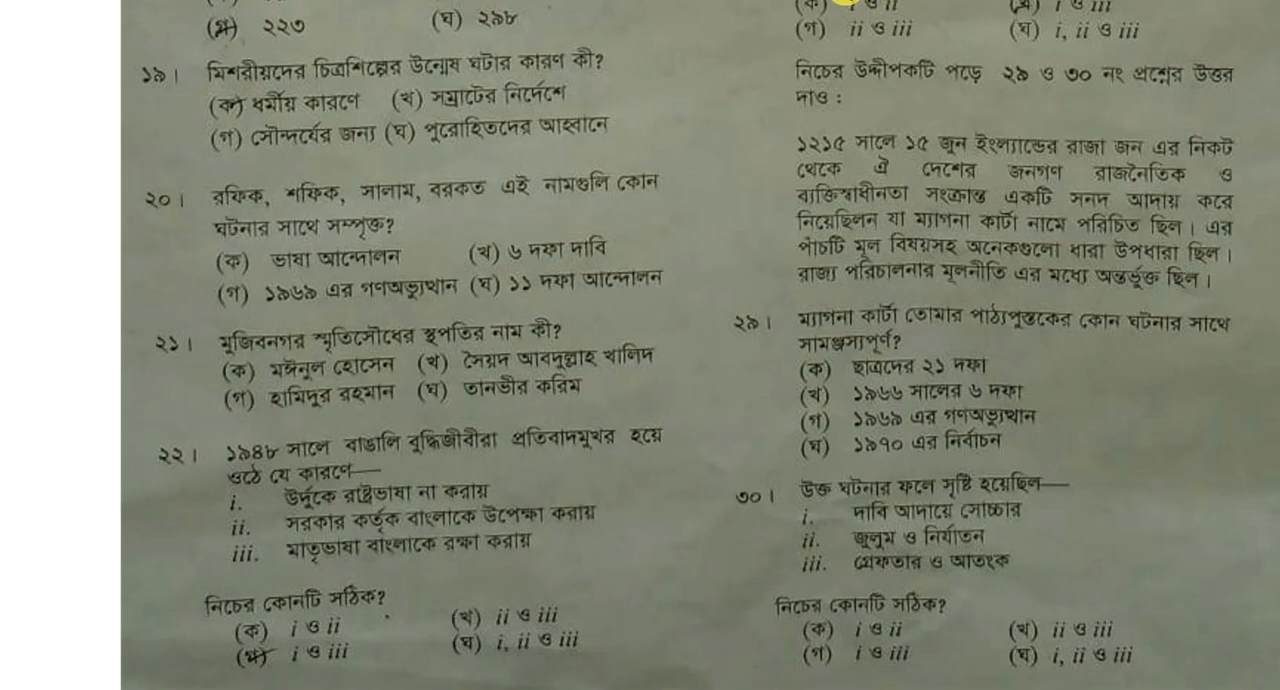 (গ) ২২৩ (ঘ) ২৯৮
১৯। মিশরীয়দের চিত্রশিল্পের উন্মেষ ঘটার কারণ কী?
(ক) ধর্মীয় কারণে (খ) সম্রাটের নির্দেশে
(গ) সৌন্দর্যের জন্য (ঘ) পুরোহিতদের আহ্বানে
২০। রফিক, শফিক, সালাম, বরকত এই নামগুলি কোন
ঘটনার সাথে সম্পৃক্ত?
(ক) ভাষা আন্দোলন (খ) ৬ দফা দাবি
(গ) ১৯৬৯ এর গণঅভ্যুত্থান (ঘ) ১১ দফা আন্দোলন
২১। মুজিবনগর স্মৃতিসৌধের স্থপতির নাম কী?
(ক) মঈনুল হোসেন (খ) সৈয়দ আবদুল্লাহ খালিদ
(গ) হামিদুর রহমান (ঘ) তানভীর করিম
২২। ১৯৪৮ সালে বাঙালি বুদ্ধিজীবীরা প্রতিবাদমুখর হয়ে
ওঠে যে কারণে—
i. উর্দুকে রাষ্ট্রভাষা না করায়
ii. সরকার কর্তৃক বাংলাকে উপেক্ষা করায়
iii. মাতৃভাষা বাংলাকে রক্ষা করায়
নিচের কোনটি সঠিক?
(ক) i ও ii (খ) ii ও iii
(গ) i ও iii (ঘ) i, ii ও iii
(ক) i ও ii (খ) i ও iii
(গ) ii ও iii (ঘ) i, ii ও iii
নিচের উদ্দীপকটি পড়ে ২৯ ও ৩০ নং প্রশ্নের উত্তর
দাও :
১২১৫ সালে ১৫ জুন ইংল্যান্ডের রাজা জন এর নিকট
থেকে ঐ দেশের জনগণ রাজনৈতিক ও
ব্যক্তিস্বাধীনতা সংক্রান্ত একটি সনদ আদায় করে
নিয়েছিলন যা ম্যাগনা কার্টা নামে পরিচিত ছিল। এর
পাঁচটি মূল বিষয়সহ অনেকগুলো ধারা উপধারা ছিল।
রাজ্য পরিচালনার মূলনীতি এর মধ্যে অন্তর্ভুক্ত ছিল।
২৯। ম্যাগনা কার্টা তোমার পাঠ্যপুস্তকের কোন ঘটনার সাথে
সামঞ্জস্যপূর্ণ?
(ক) ছাত্রদের ২১ দফা
(খ) ১৯৬৬ সালের ৬ দফা
(গ) ১৯৬৯ এর গণঅভ্যুত্থান
(ঘ) ১৯৭০ এর নির্বাচন
৩০। উক্ত ঘটনার ফলে সৃষ্টি হয়েছিল—
i. দাবি আদায়ে সোচ্চার
ii. জুলুম ও নির্যাতন
iii. গ্রেফতার ও আতংক
নিচের কোনটি সঠিক?
(ক) i ও ii (খ) ii ও iii
(গ) i ও iii (ঘ) i, ii ও iii